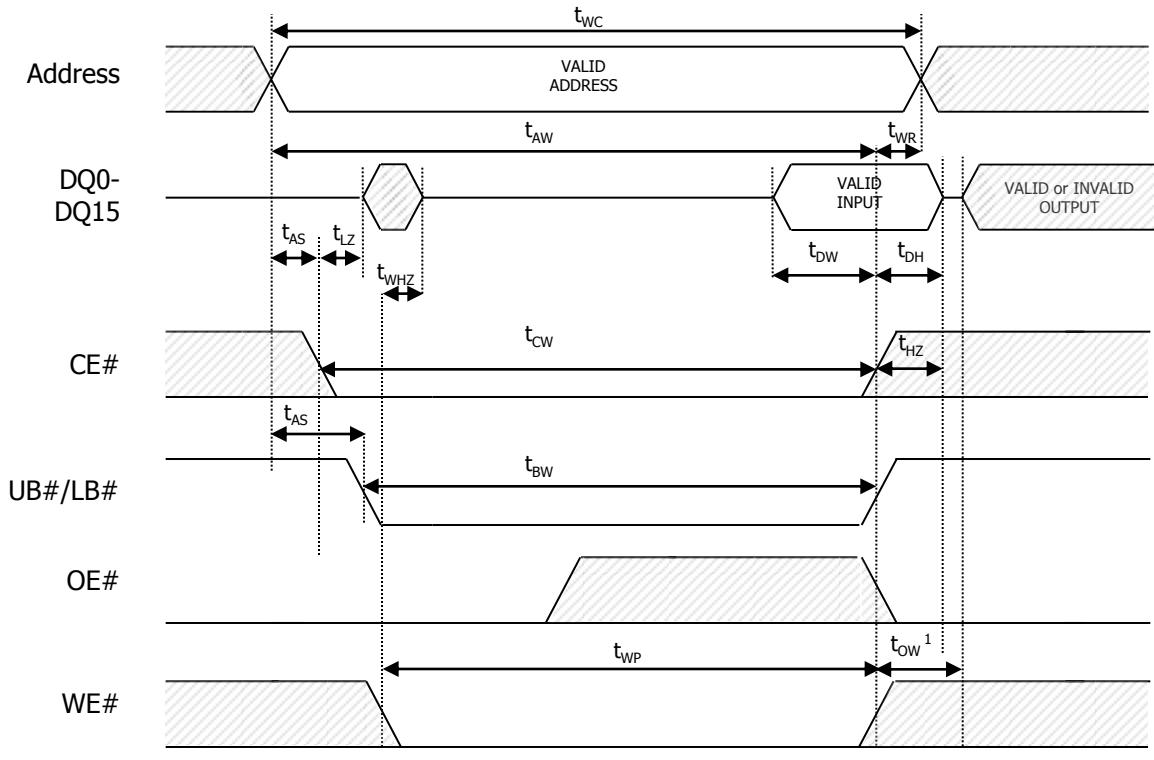 tWC
Address
VALID
ADDRESS
tAW
tWR
DQ0-
DQ15
VALID
INPUT
VALID or INVALID
OUTPUT
tAS
tLZ
tWHZ
tDW
tDH
CE#
tCW
tHZ
tAS
UB#/LB#
tBW
OE#
tWP
tOW 1
WE#